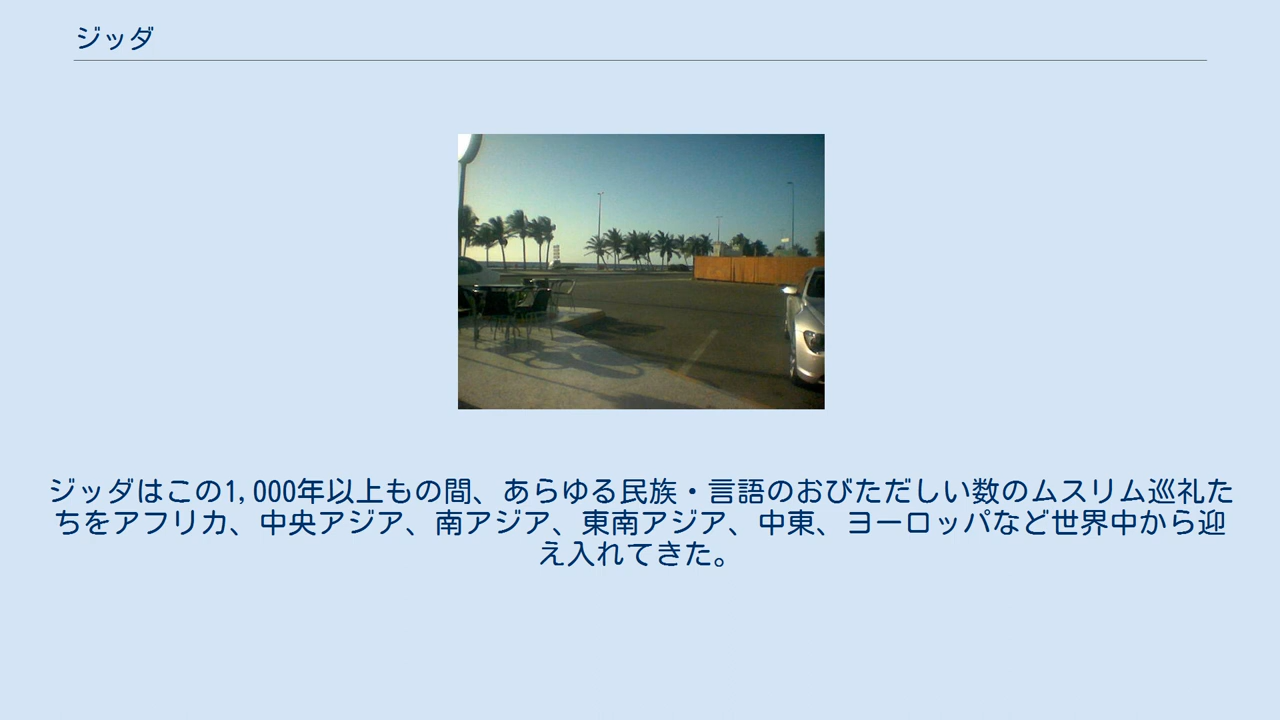 ジッダ
ジッダはこの1,000年以上もの間、あらゆる民族・言語のおびただしい数のムスリム巡礼た
ちをアフリカ、中央アジア、南アジア、東南アジア、中東、ヨーロッパなど世界中から迎
え入れてきた。